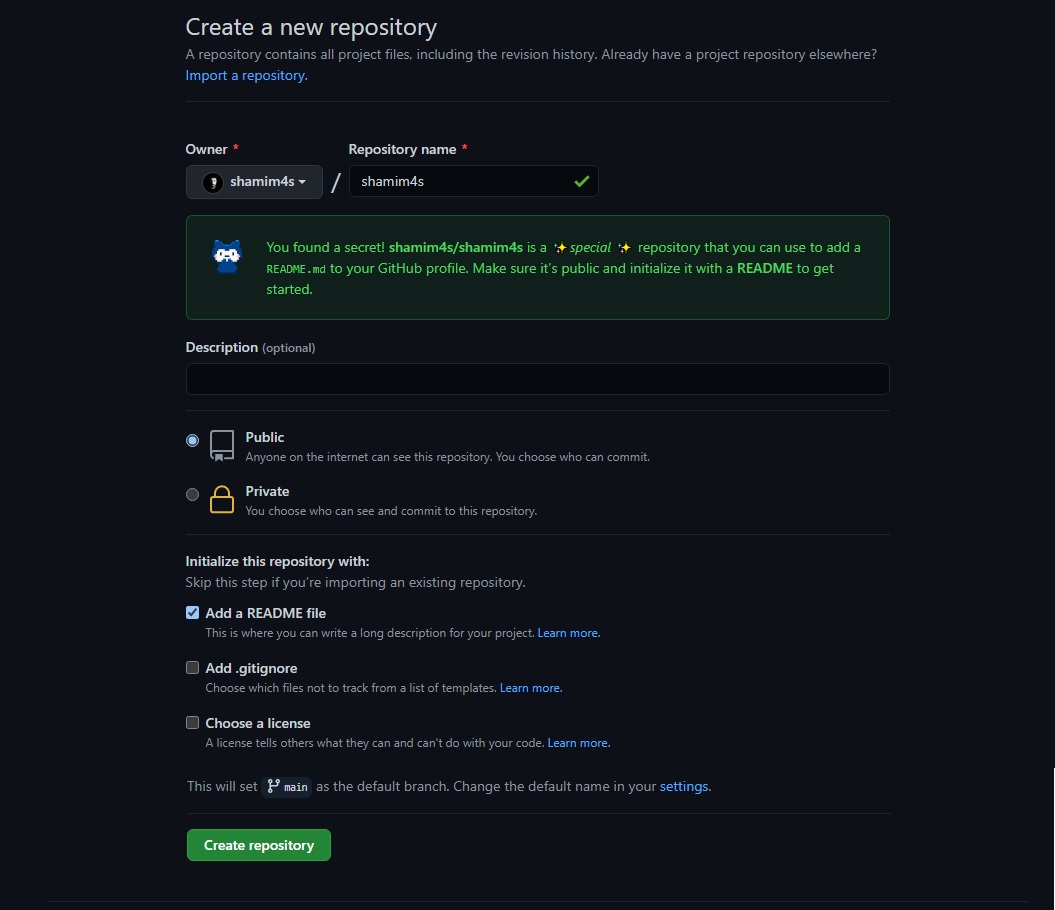 Create a new repository
A repository contains all project files, including the revision history. Already have a project repository elsewhere?
Import a repository.
Owner * Repository name *
shamim4s / shamim4s
You found a secret! shamim4s/shamim4s is a ✨special ✨ repository that you can use to add a
README.md to your GitHub profile. Make sure it’s public and initialize it with a README to get
started.
Description (optional)
Public
Anyone on the internet can see this repository. You choose who can commit.
Private
You choose who can see and commit to this repository.
Initialize this repository with:
Skip this step if you’re importing an existing repository.
Add a README file
This is where you can write a long description for your project. Learn more.
Add .gitignore
Choose which files not to track from a list of templates. Learn more.
Choose a license
A license tells others what they can and can't do with your code. Learn more.
This will set main as the default branch. Change the default name in your settings.
Create repository